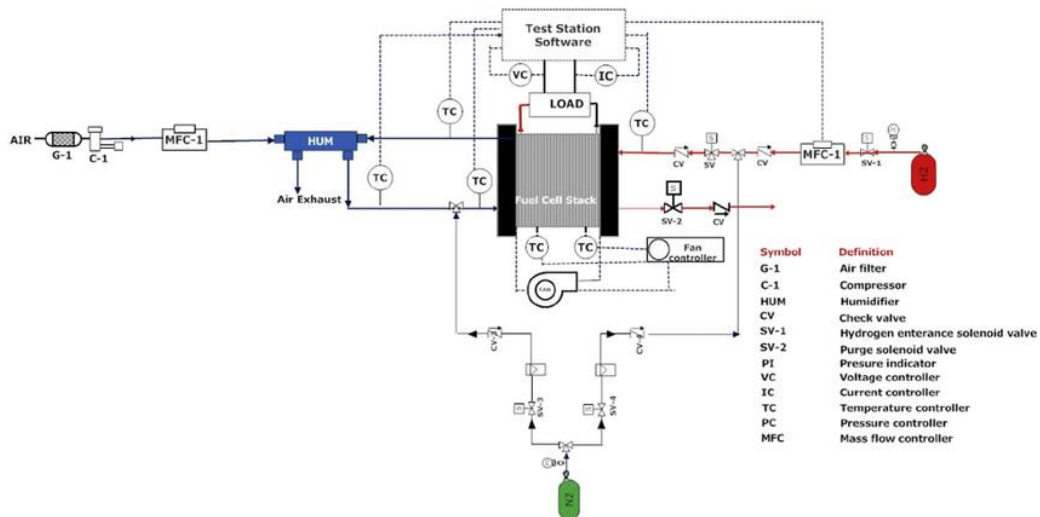 Test Station
Software
VC
IC
TC
LOAD
TC
AIR
G-1
C-1
MFC-1
HUM
CV
SV
CV
MFC-1
SV-1
H2
TC
TC
Air Exhaust
Fuel Cell Stack
S
SV-2
CV
TC
TC
Fan
controller
FAN
SV-3
SV-4
N2
Symbol Definition
G-1 Air filter
C-1 Compressor
HUM Humidifier
CV Check valve
SV-1 Hydrogen enterance solenoid valve
SV-2 Purge solenoid valve
PI Presure indicator
VC Voltage controller
IC Current controller
TC Temperature controller
PC Pressure controller
MFC Mass flow controller